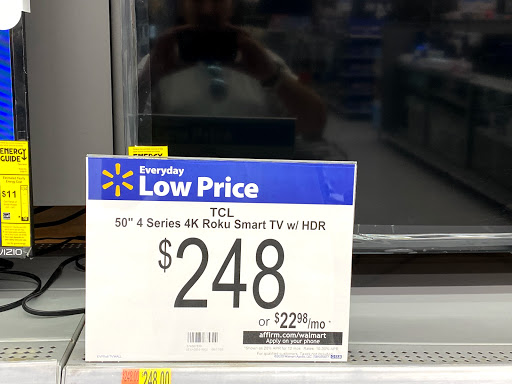 ENERGY
GUIDE
$11
VIZIO
ENERGY
Everyday
Low Price
TCL
50" 4 Series 4K Roku Smart TV w/ HDR
$248
or $22.98/mo*
affirm.com/walmart
Apply on your phone
248.00